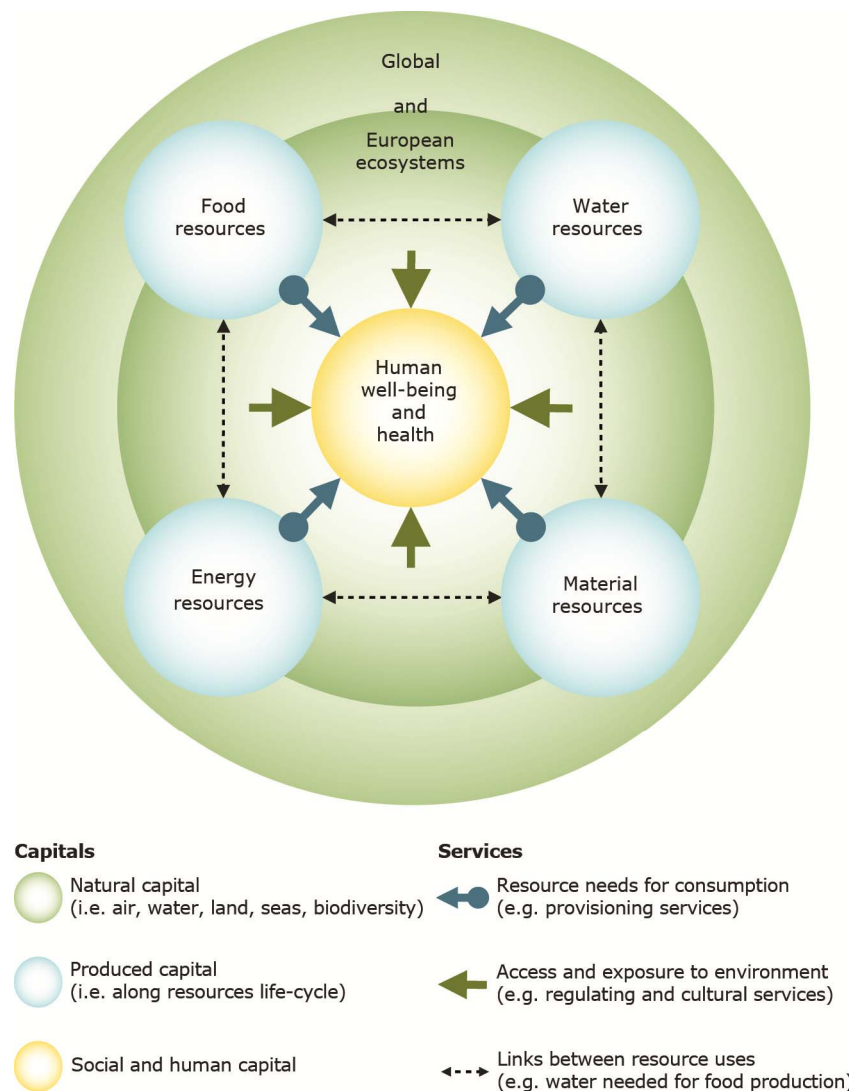 Global
and
European
ecosystems
Food
resources
Water
resources
Human
well-being
and
health
Energy
resources
Material
resources
Capitals
Natural capital
(i.e. air, water, land, seas, biodiversity)
Produced capital
(i.e. along resources life-cycle)
Social and human capital
Services
Resource needs for consumption
(e.g. provisioning services)
Access and exposure to environment
(e.g. regulating and cultural services)
Links between resource uses
(e.g. water needed for food production)